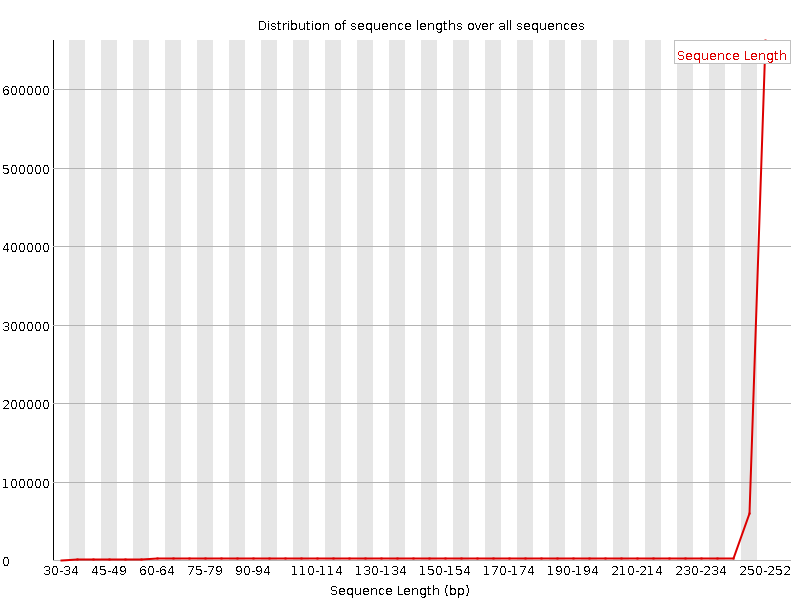 Distribution of sequence lengths over all sequences
Sequence Length
600000
500000
400000
300000
200000
100000
0
30-34 45-49 60-64 75-79 90-94 110-114 130-134 150-154 170-174 190-194 210-214 230-234 250-252
Sequence Length (bp)